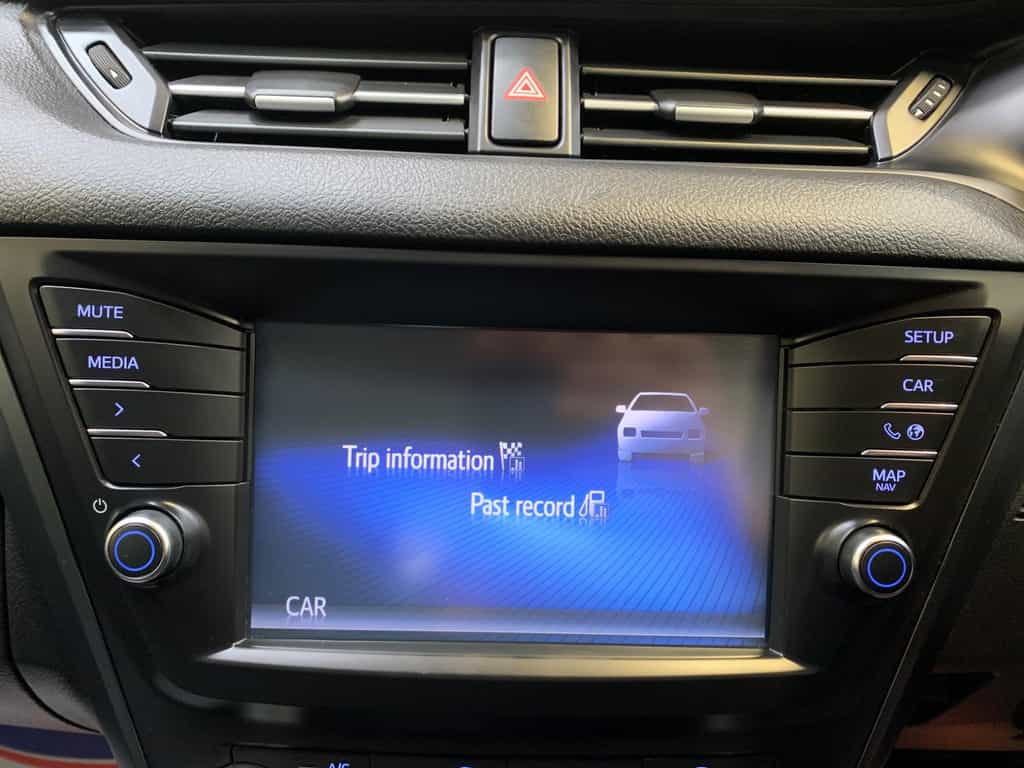 MUTE
MEDIA
SETUP
CAR
MAP
NAV
Trip information
Past record
CAR
A/C